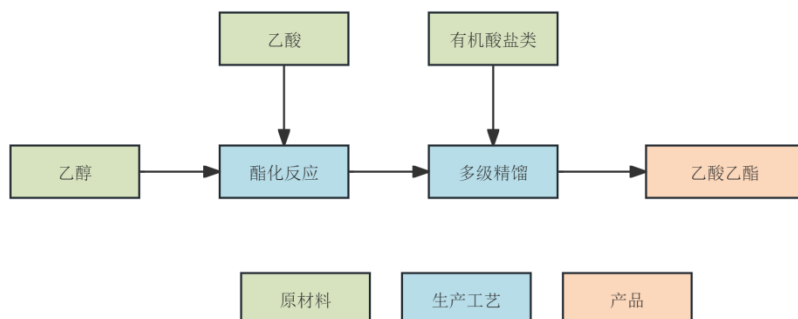 乙酸
有机酸盐类
乙醇
酯化反应
多级精馏
乙酸乙酯
原材料
生产工艺
产品